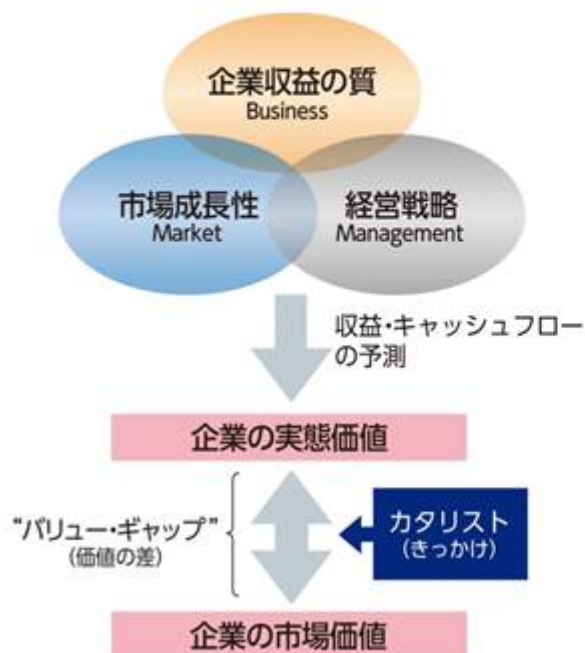 企業収益の質
Business
市場成長性
Market
経営戦略
Management
収益・キャッシュフロー
の予測
企業の実態価値
“バリュー・ギャップ”
(価値の差)
カタリスト
(きっかけ)
企業の市場価値